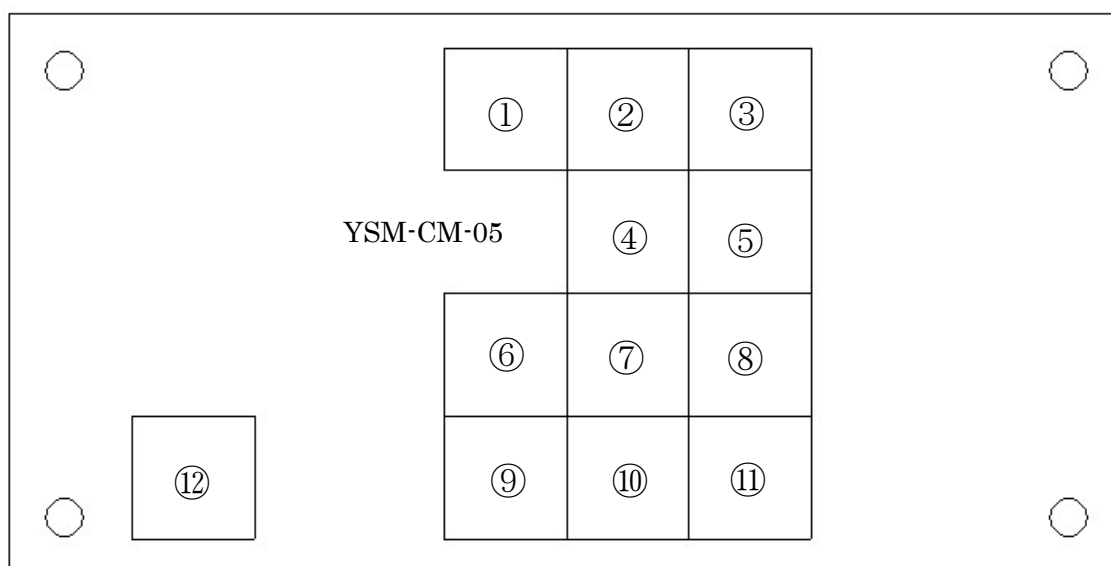 ① ② ③
YSM-CM-05 ④ ⑤
⑥ ⑦ ⑧
⑫ ⑨ ⑩ ⑪